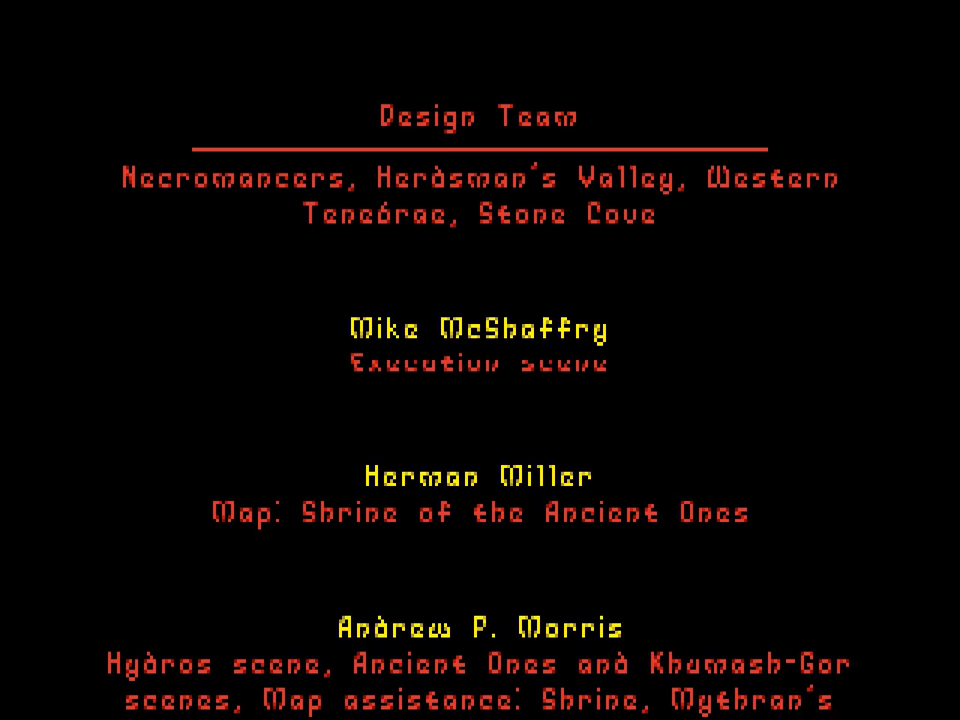 Design Team
Necromancers, Herdsman's Valley, Western
Tenebrae, Stone Cove
Mike McShaffry
Execution scene
Herman Miller
Map: Shrine of the Ancient Ones
Andrew P. Morris
Hydros scene, Ancient Ones and Khumash-Gor
scenes, Map assistance: Shrine, Mythran's